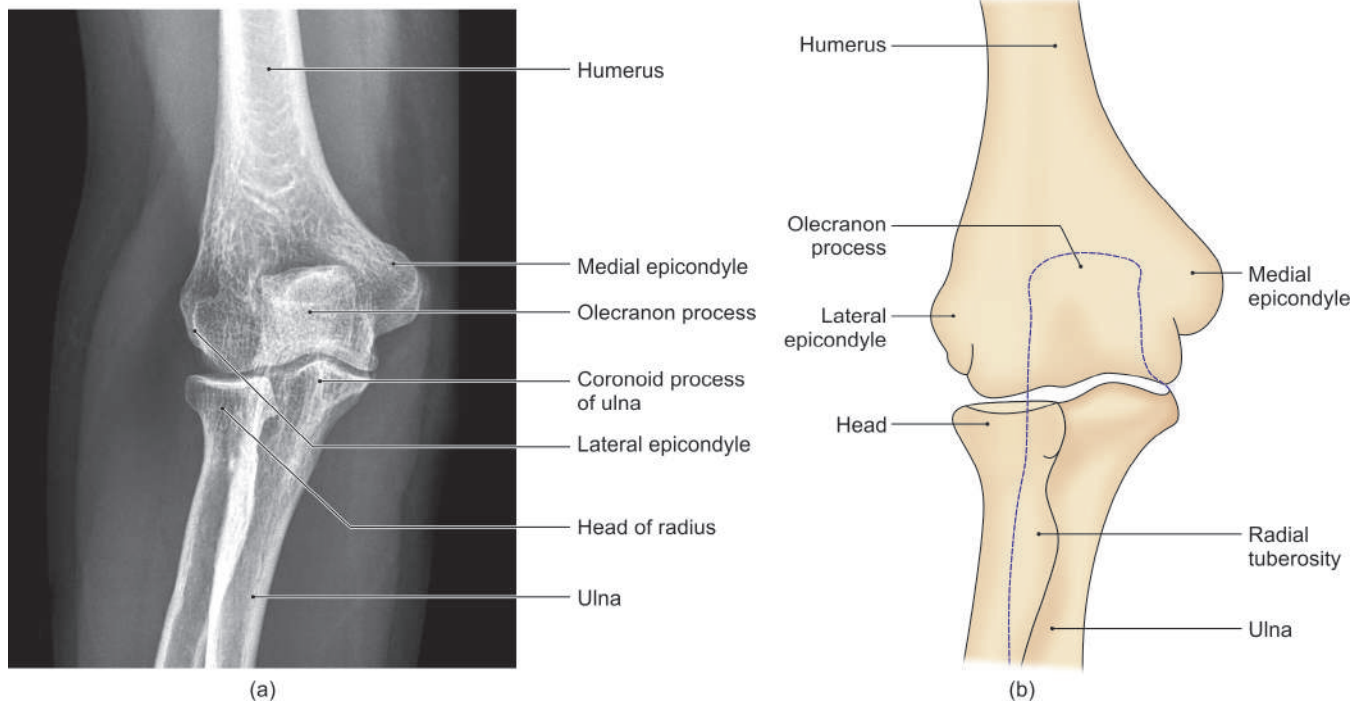 Humerus
Medial epicondyle
Olecranon process
Coronoid process
of ulna
Lateral epicondyle
Head of radius
Ulna
(a)
Humerus
Olecranon
process
Medial
epicondyle
Lateral
epicondyle
Head
Radial
tuberosity
Ulna
(b)